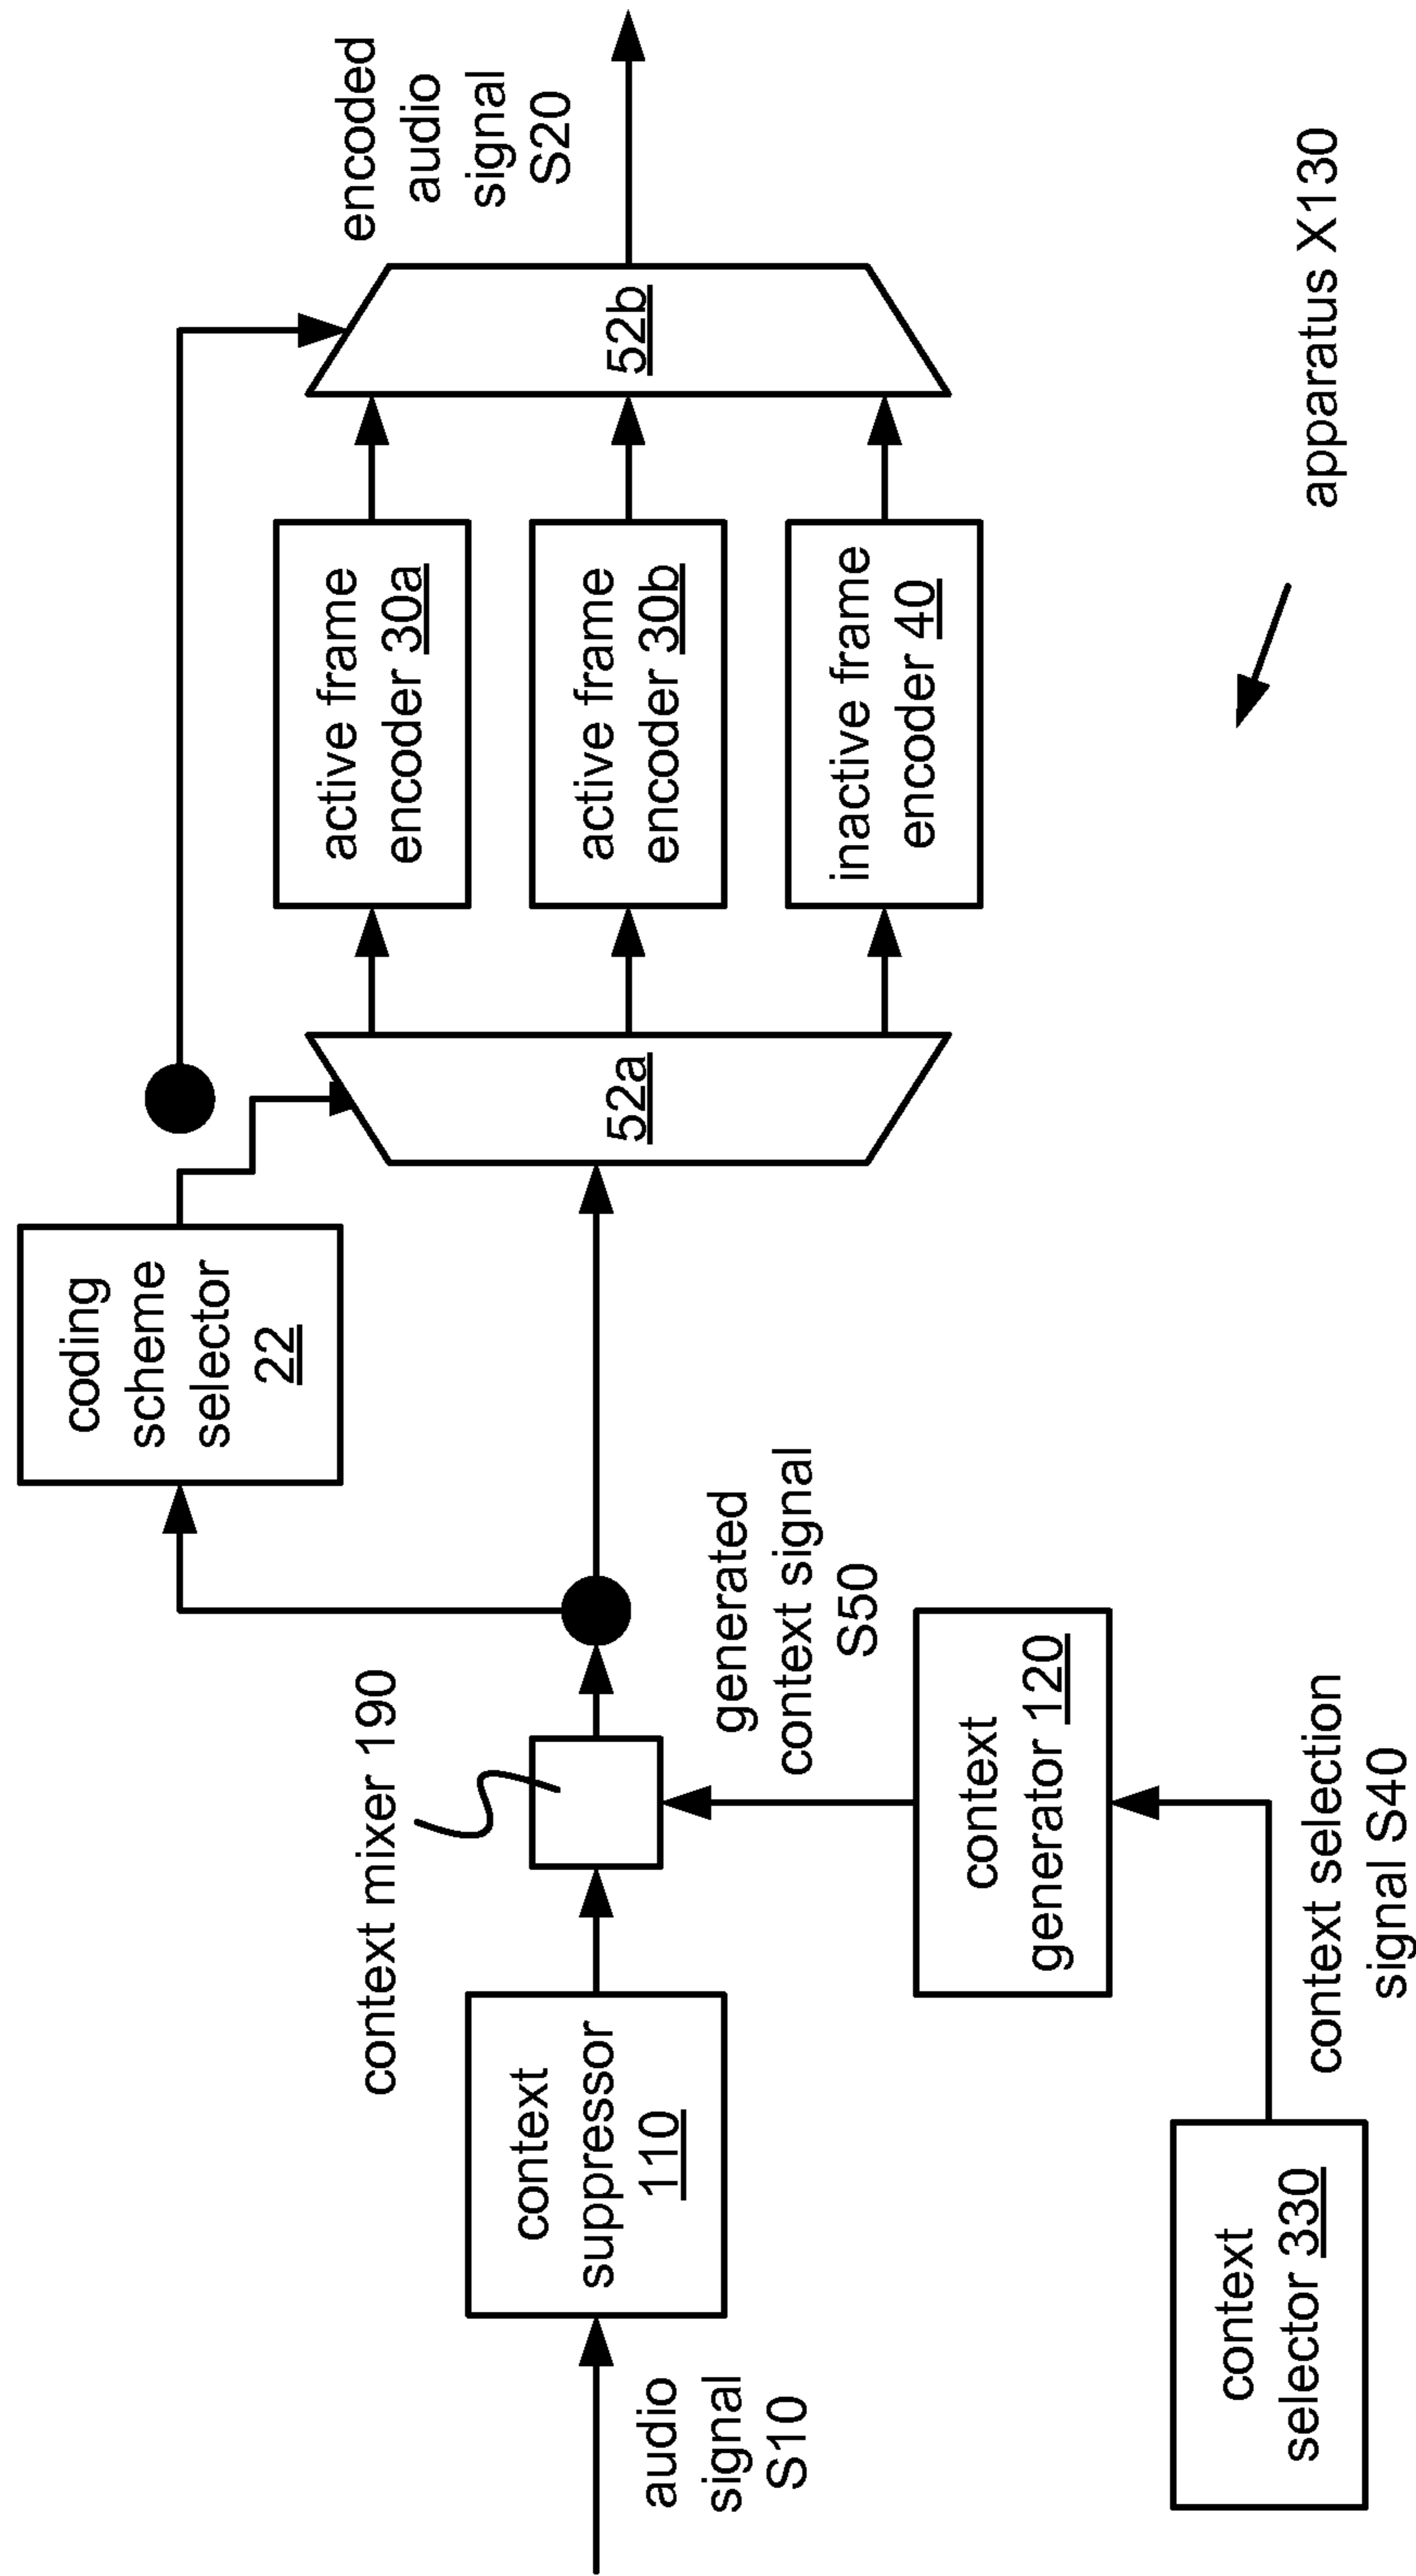 coding
scheme
selector
22
encoded
audio
signal
S20
context mixer 190
active frame
encoder 30a
52a
52b
active frame
encoder 30b
audio
signal
S10
context
suppressor
110
generated
context signal
S50
inactive frame
encoder 40
context
generator 120
context
selector 330
context selection
signal S40
apparatus X130